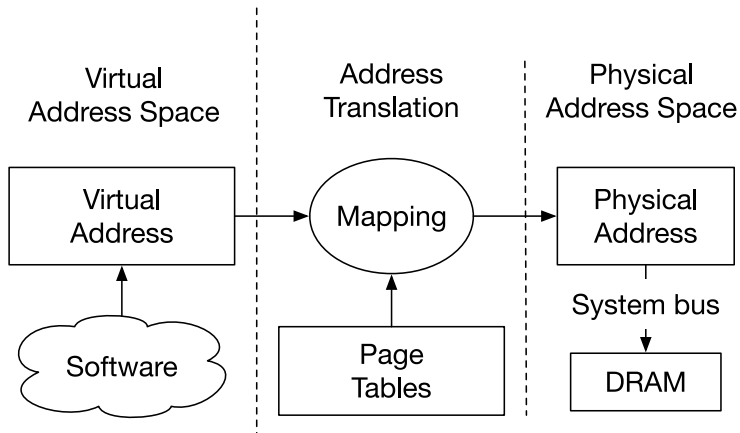 Virtual
Address Space
Address
Translation
Physical
Address Space
Virtual
Address
Mapping
Physical
Address
System bus
Software
Page
Tables
DRAM